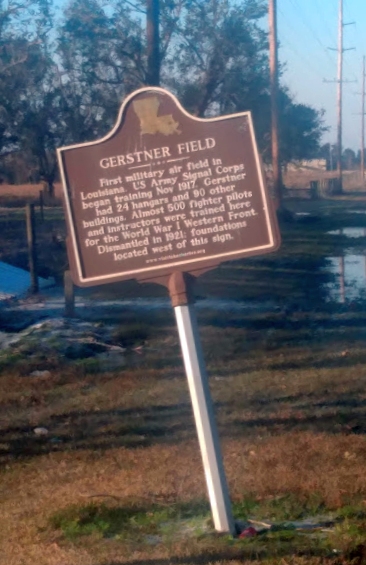 GERSTNER FIELD
First military air field in
Louisiana. US Army Signal Corps
began training Nov 1917. Gerstner
had 24 hangars and 90 other
buildings. Almost 500 fighter pilots
and instructors were trained here
for the World War I Western Front.
Dismantled in 1921; foundations
located west of this sign.